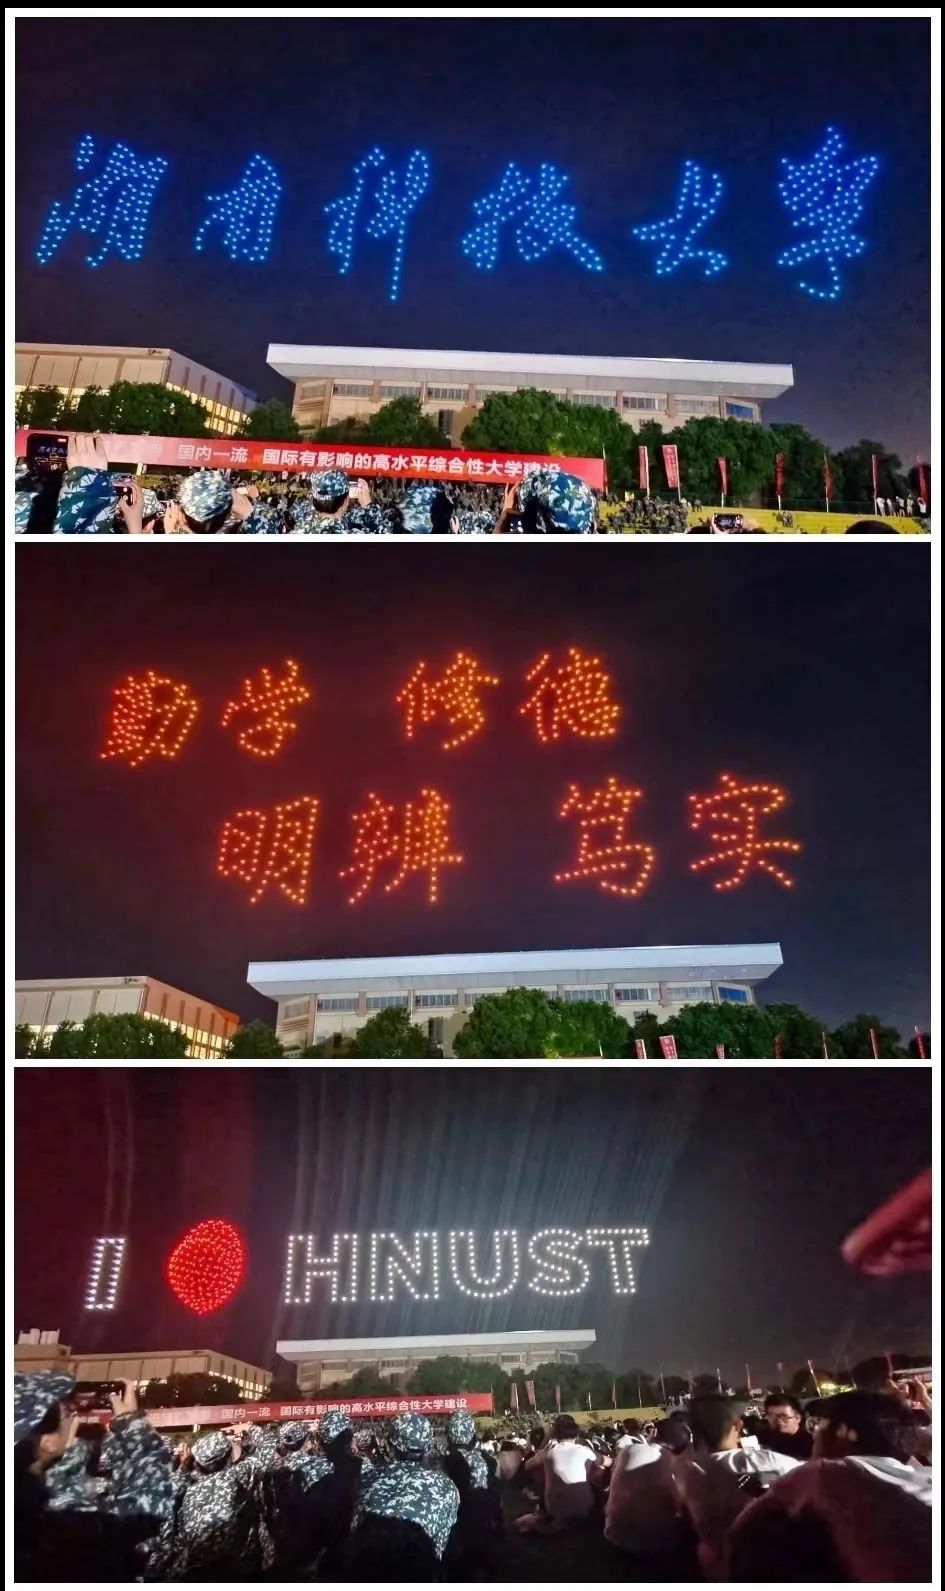 湖南科技大学
国内一流 国际有影响的高水平综合性大学建设
勤学 修德
明辨 笃实
I HNUST
国内一流 国际有影响的高水平综合性大学建设